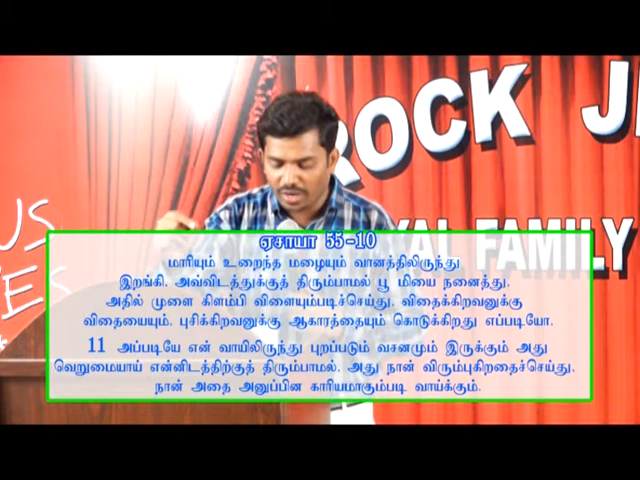 ROCK JE
ROYAL FAMILY
US
ES
ஏசாயா 55-10
மாரியும் உறைந்த மழையும் வானத்திலிருந்து
இறங்கி. அவ்விடத்துக்குத் திரும்பாமல் பூ மியை நனைத்து.
அதில் முளை கிளம்பி விளையும்படிச்செய்து. விதைக்கிறவனுக்கு
விதையையும். புசிக்கிறவனுக்கு ஆகாரத்தையும் கொடுக்கிறது எப்படியோ.
11 அப்படியே என் வாயிலிருந்து புறப்படும் வசனமும் இருக்கும் அது
வெறுமையாய் என்னிடத்திற்குத் திரும்பாமல். அது நான் விரும்புகிறதைச்செய்து.
நான் அதை அனுப்பின காரியமாகும்படி வாய்க்கும்.